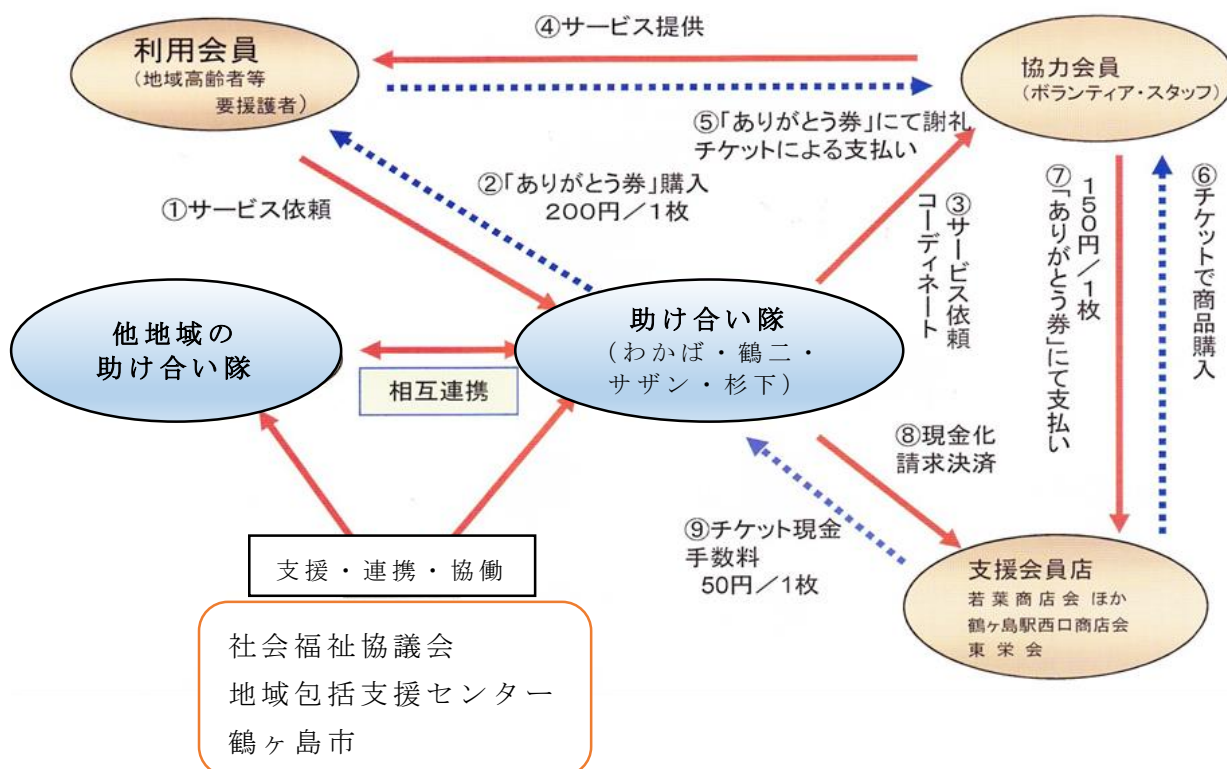 ④サービス提供
利用会員
（地域高齢者等
要援護者）
協力会員
（ボランティア・スタッフ）
⑤「ありがとう券」にて謝礼
チケットによる支払い
②「ありがとう券」購入
200円／1枚
①サービス依頼
③サービス依頼
コーディネート
⑥チケットで商品購入
⑦「ありがとう券」にて支払い
150円／1枚
他地域の
助け合い隊
助け合い隊
（わかば・鶴二・
サザン・杉下）
相互連携
⑧現金化
請求決済
⑨チケット現金
手数料
50円／1枚
支援会員店
若葉商店会 ほか
鶴ヶ島駅西口商店会
東栄会
支援・連携・協働
社会福祉協議会
地域包括支援センター
鶴ヶ島市